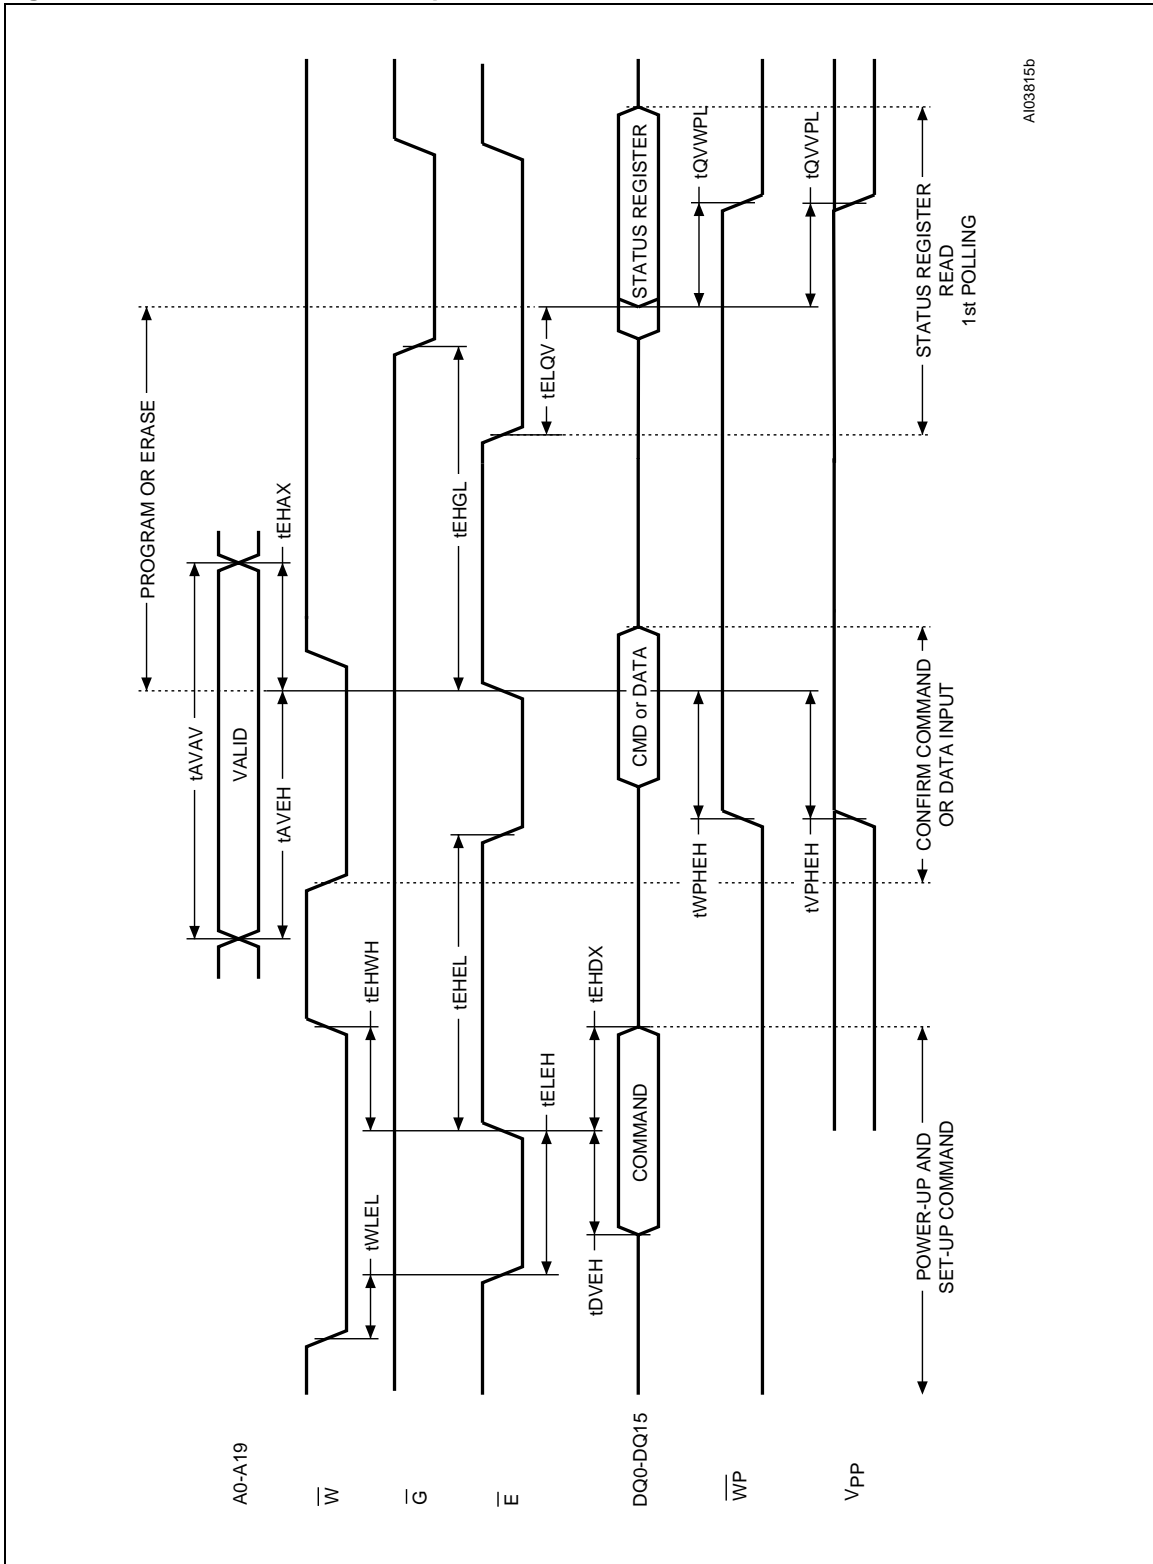 PROGRAM OR ERASE
tAVAV
A0-A19
VALID
tAVEH
tEHAX
W
tWLEL
tEHWH
G
tEHEL
tEHGL
E
tELEH
tELQV
tDVEH
tEHDX
DQ0-DQ15
COMMAND
CMD or DATA
STATUS REGISTER
tWPHEH
tQVWPL
WP
tVPHEH
tQVVPL
VPP
POWER-UP AND
SET-UP COMMAND
CONFIRM COMMAND
OR DATA INPUT
STATUS REGISTER
READ
1st POLLING
AI03815b